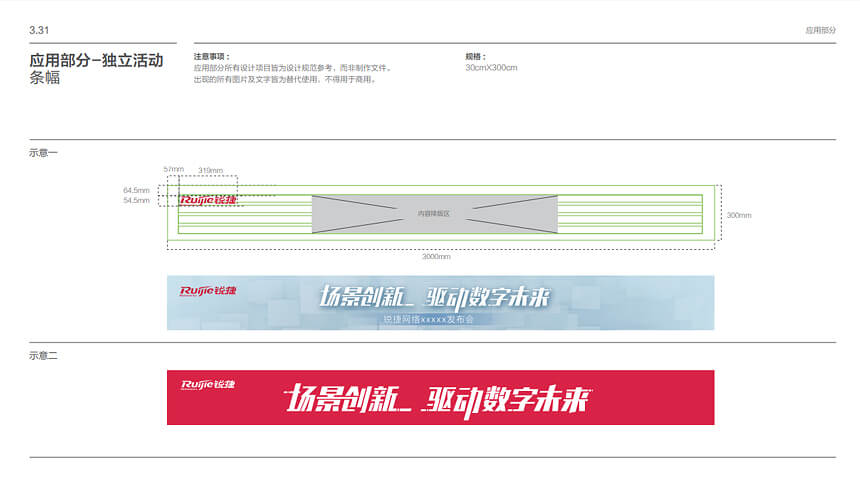 3.31
应用部分
应用部分-独立活动
条幅
注意事项：
应用部分所有设计项目皆为设计规范参考，而非制作文件。
出现的所有图片及文字皆为替代使用，不得用于商用。
规格：
30cmX300cm
示意一
57mm
319mm
64.5mm
54.5mm
Ruijie锐捷
内容排版区
300mm
3000mm
Ruijie锐捷
场景创新_ 驱动数字未来
锐捷网络xxxxx发布会
示意二
Ruijie锐捷
场景创新_ 驱动数字未来